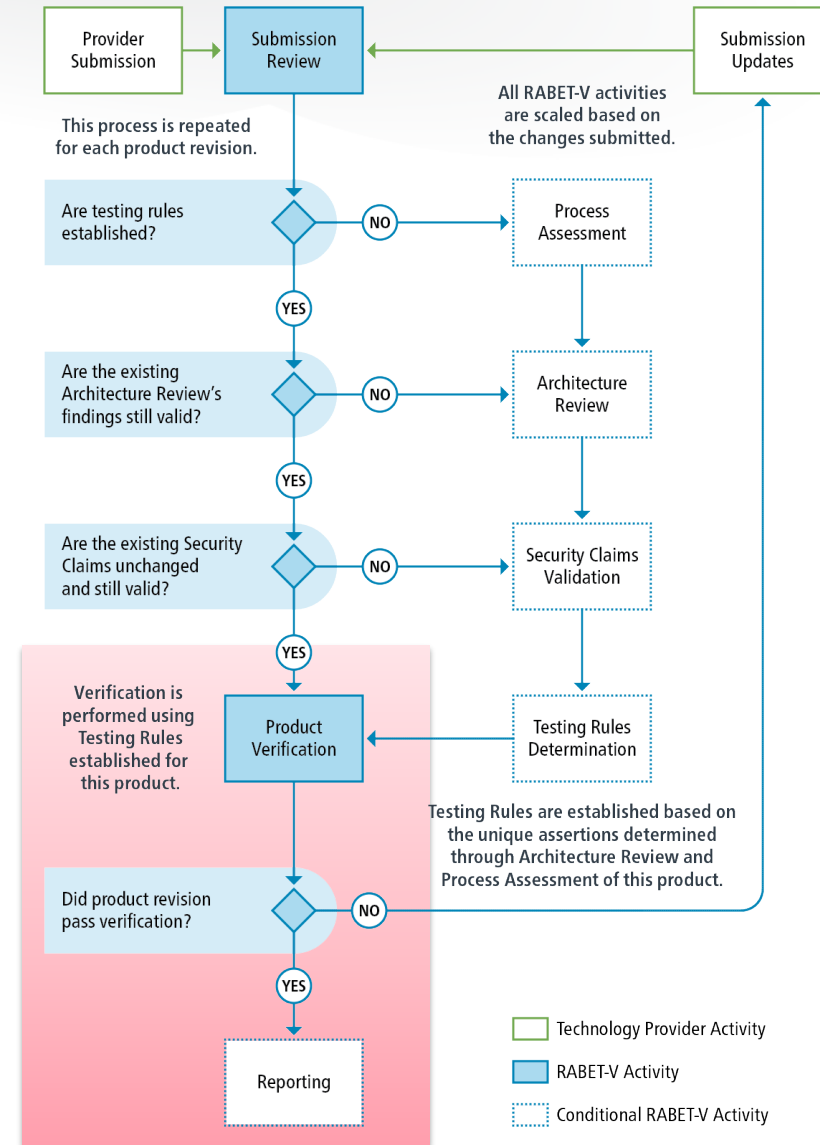 Provider
Submission
Submission
Review
Submission
Updates
This process is repeated
for each product revision.
All RABET-V activities
are scaled based on
the changes submitted.
Are testing rules
established?
NO
Process
Assessment
YES
Are the existing
Architecture Review’s
findings still valid?
NO
Architecture
Review
YES
Are the existing Security
Claims unchanged
and still valid?
NO
Security Claims
Validation
YES
Verification is
performed using
Testing Rules
established for
this product.
Product
Verification
Testing Rules
Determination
Testing Rules are established based on
the unique assertions determined
through Architecture Review and
Process Assessment of this product.
Did product revision
pass verification?
NO
YES
Reporting
Technology Provider Activity
RABET-V Activity
Conditional RABET-V Activity